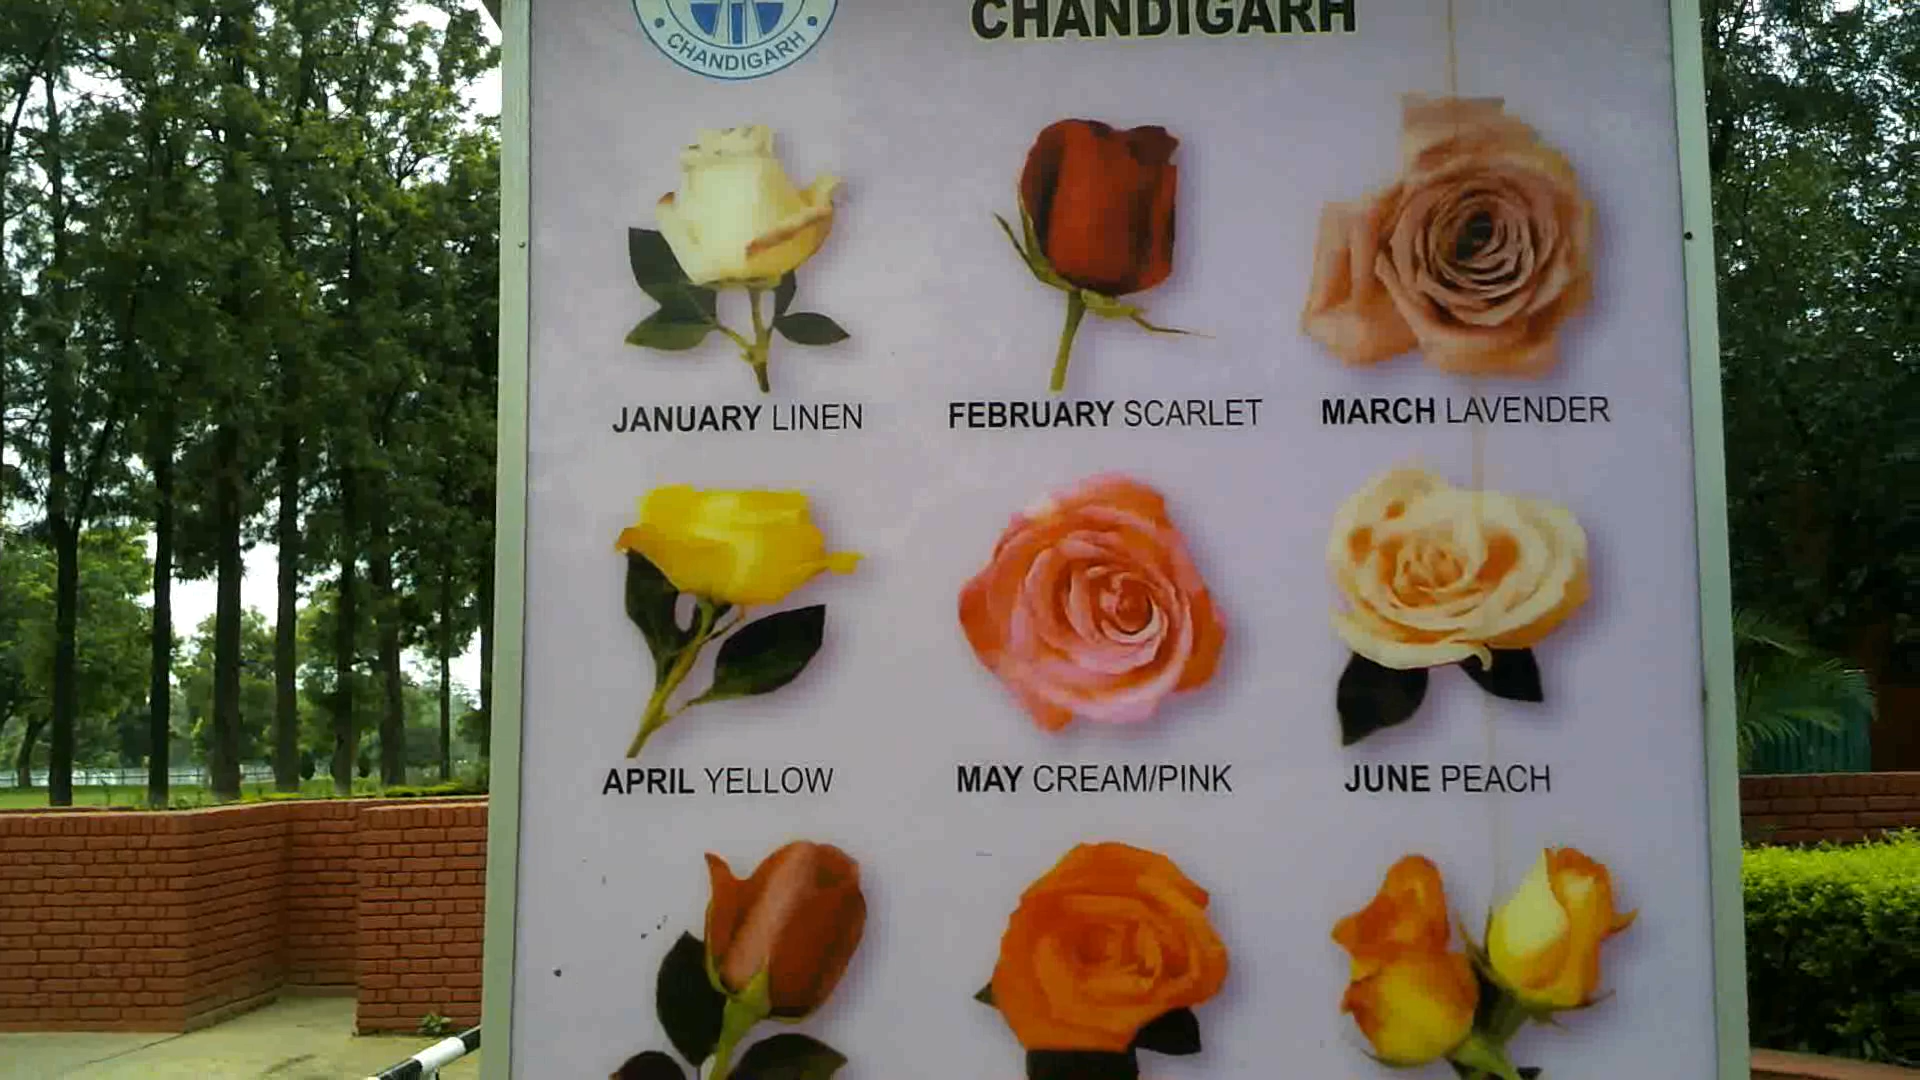 CHANDIGARH
CHANDIGARH
JANUARY LINEN
FEBRUARY SCARLET
MARCH LAVENDER
APRIL YELLOW
MAY CREAM/PINK
JUNE PEACH